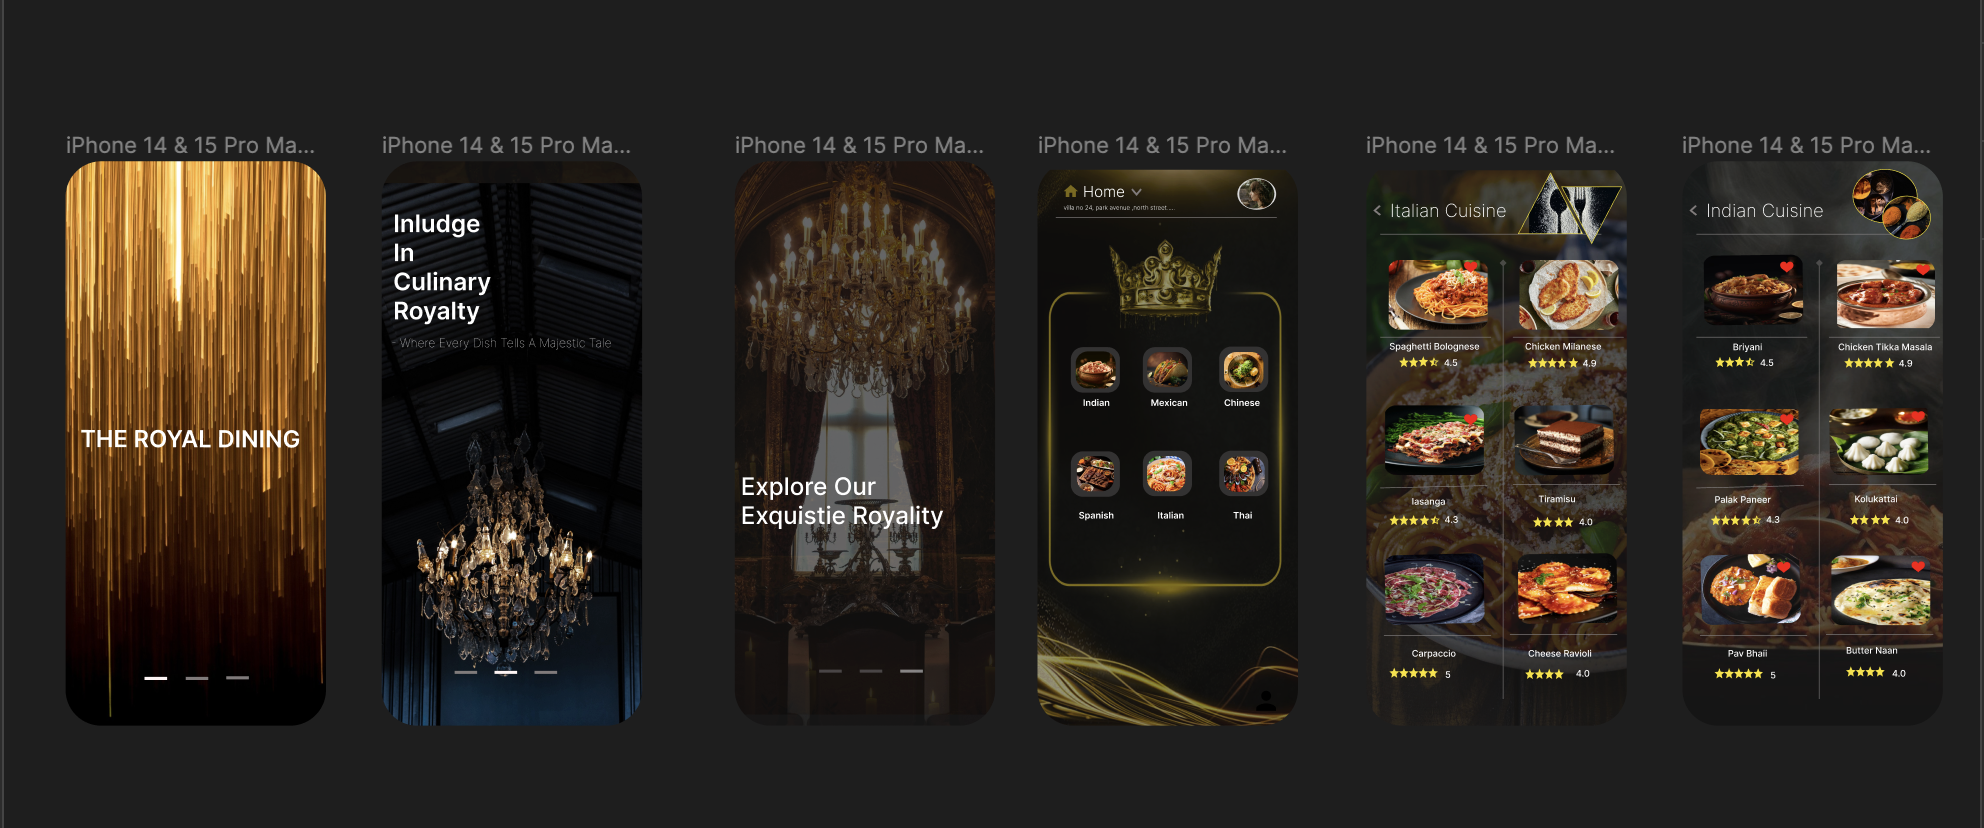 iPhone 14 & 15 Pro Ma...
THE ROYAL DINING
iPhone 14 & 15 Pro Ma...
Inludge
In
Culinary
Royalty
- Where Every Dish Tells A Majestic Tale
iPhone 14 & 15 Pro Ma...
Explore Our
Exquistie Royality
iPhone 14 & 15 Pro Ma...
Home
villa no 24, park avenue ,north street....
Indian
Mexican
Chinese
Spanish
Italian
Thai
iPhone 14 & 15 Pro Ma...
Italian Cuisine
Spaghetti Bolognese
4.5
Chicken Milanese
4.9
lasanga
4.3
Tiramisu
4.0
Carpaccio
5
Cheese Ravioli
4.0
iPhone 14 & 15 Pro Ma...
Indian Cuisine
Briyani
4.5
Chicken Tikka Masala
4.9
Palak Paneer
4.3
Kolukattai
4.0
Pav Bhaii
5
Butter Naan
4.0